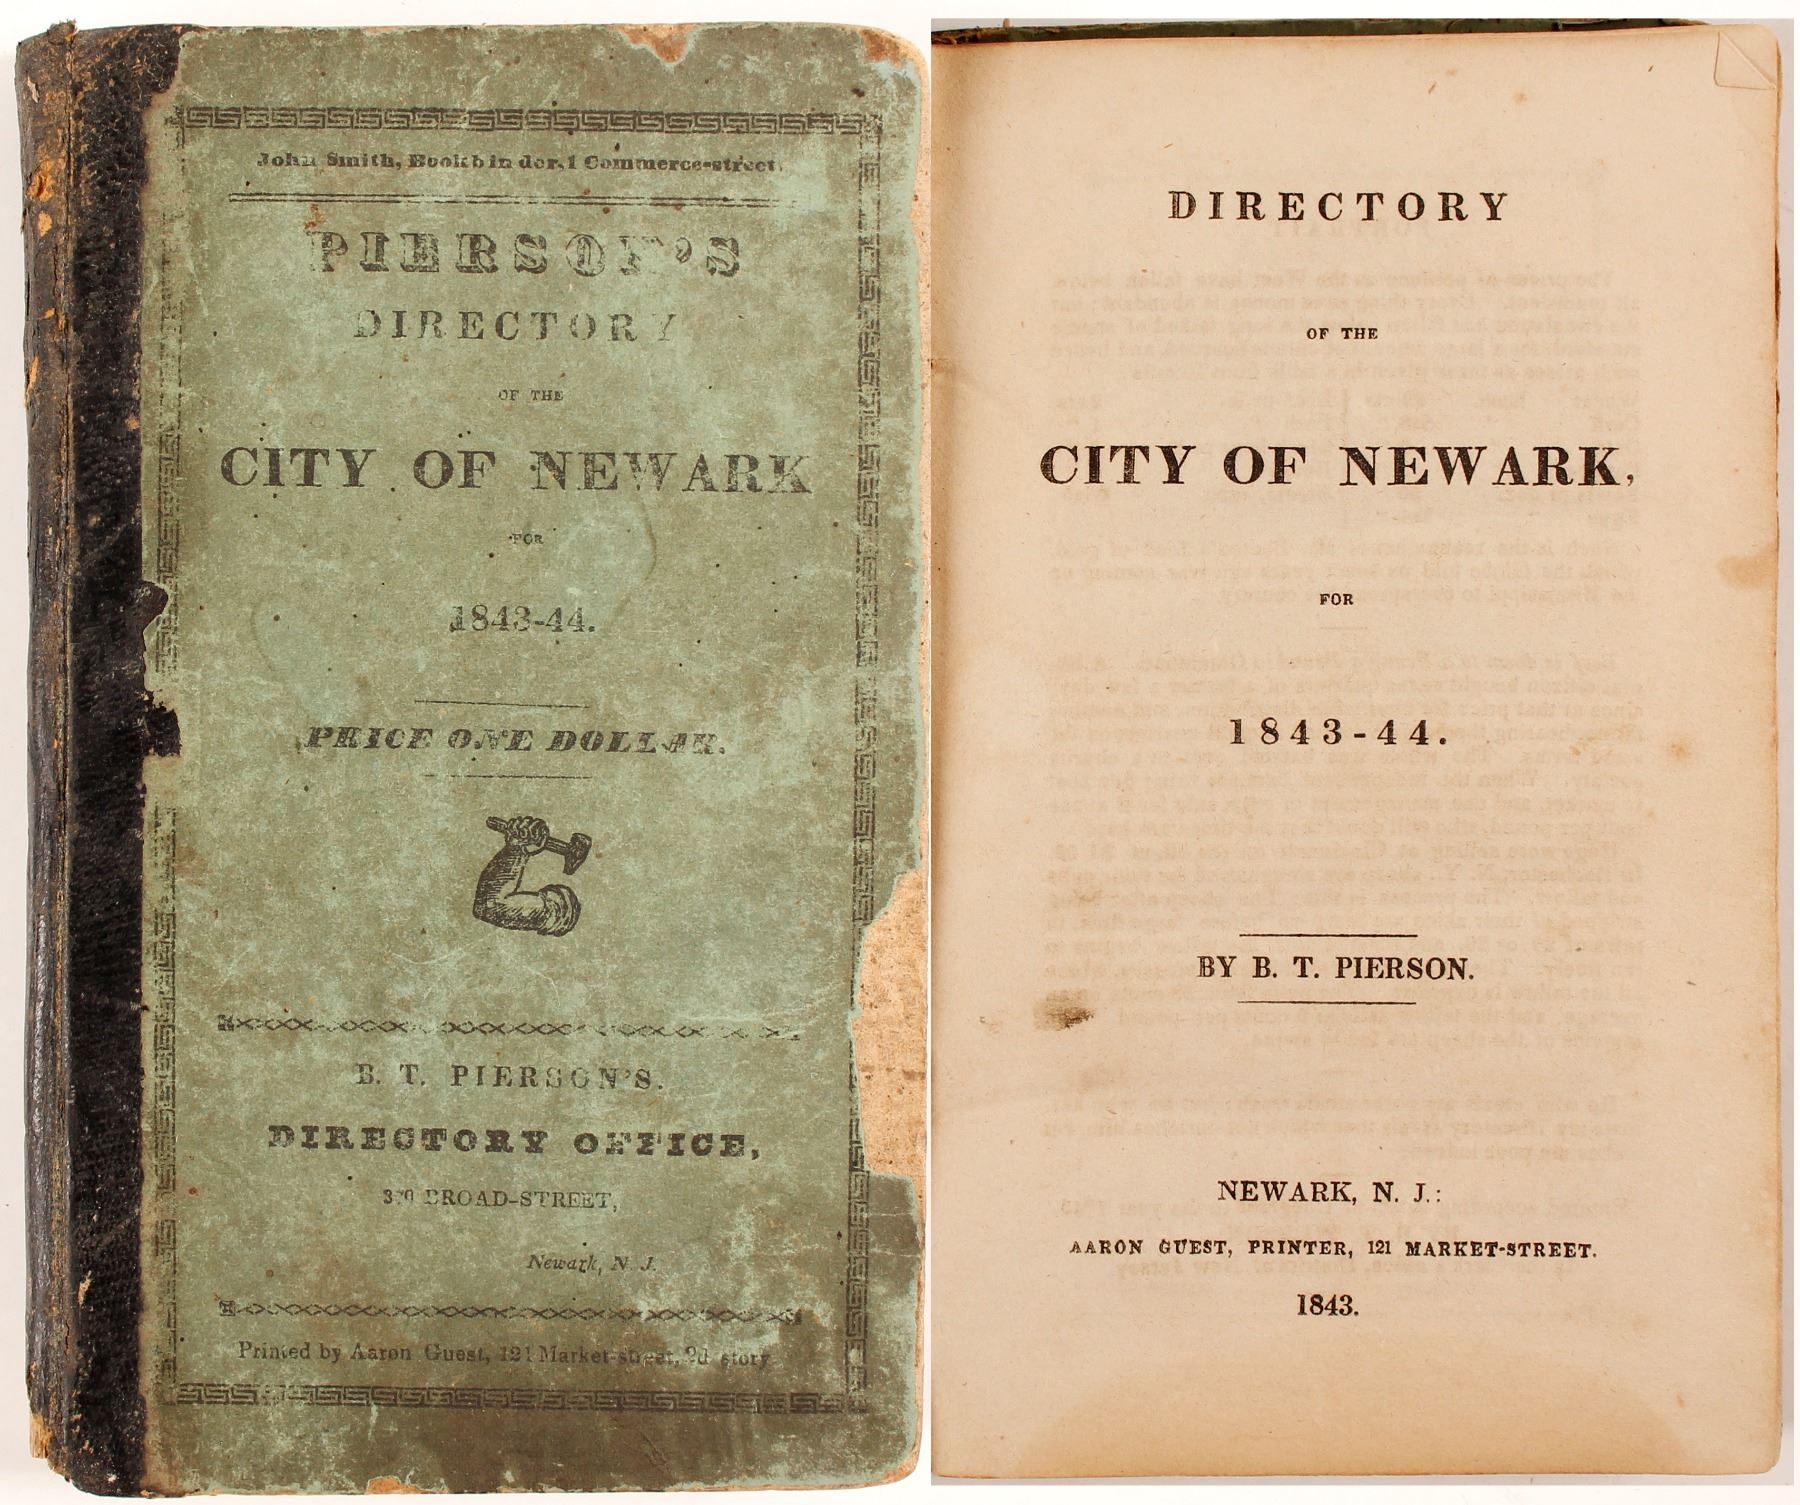 John Smith, Bookbinder, 1 Commerce-street.
PIERSON'S
DIRECTORY
OF THE
CITY OF NEWARK
FOR
1843-44.
PRICE ONE DOLLAR.
B. T. PIERSON'S.
DIRECTORY OFFICE,
BROAD-STREET,
Newark, N. J.
Printed by Aaron Guest, 121 Market-street, 2d story
DIRECTORY
OF THE
CITY OF NEWARK,
FOR
1843-44.
BY B. T. PIERSON.
NEWARK, N. J.:
AARON GUEST, PRINTER, 121 MARKET-STREET.
1843.